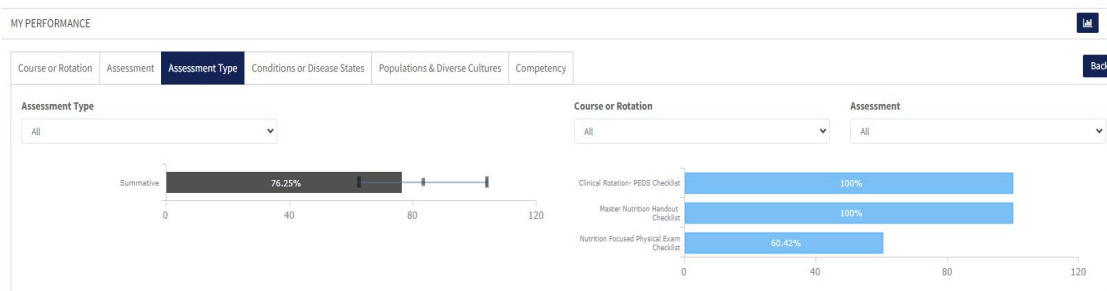 MY PERFORMANCE
Course or Rotation Assessment Assessment Type Conditions or Disease States Populations & Diverse Cultures Competency Back
Assessment Type
All
Summative
76.25%
0 40 80 120
Course or Rotation Assessment
All All
Clinical Rotation- PEDS Checklist 100%
Master Nutrition Handout
Checklist
100%
Nutrition Focused Physical Exam
Checklist
60.42%
0 40 80 120